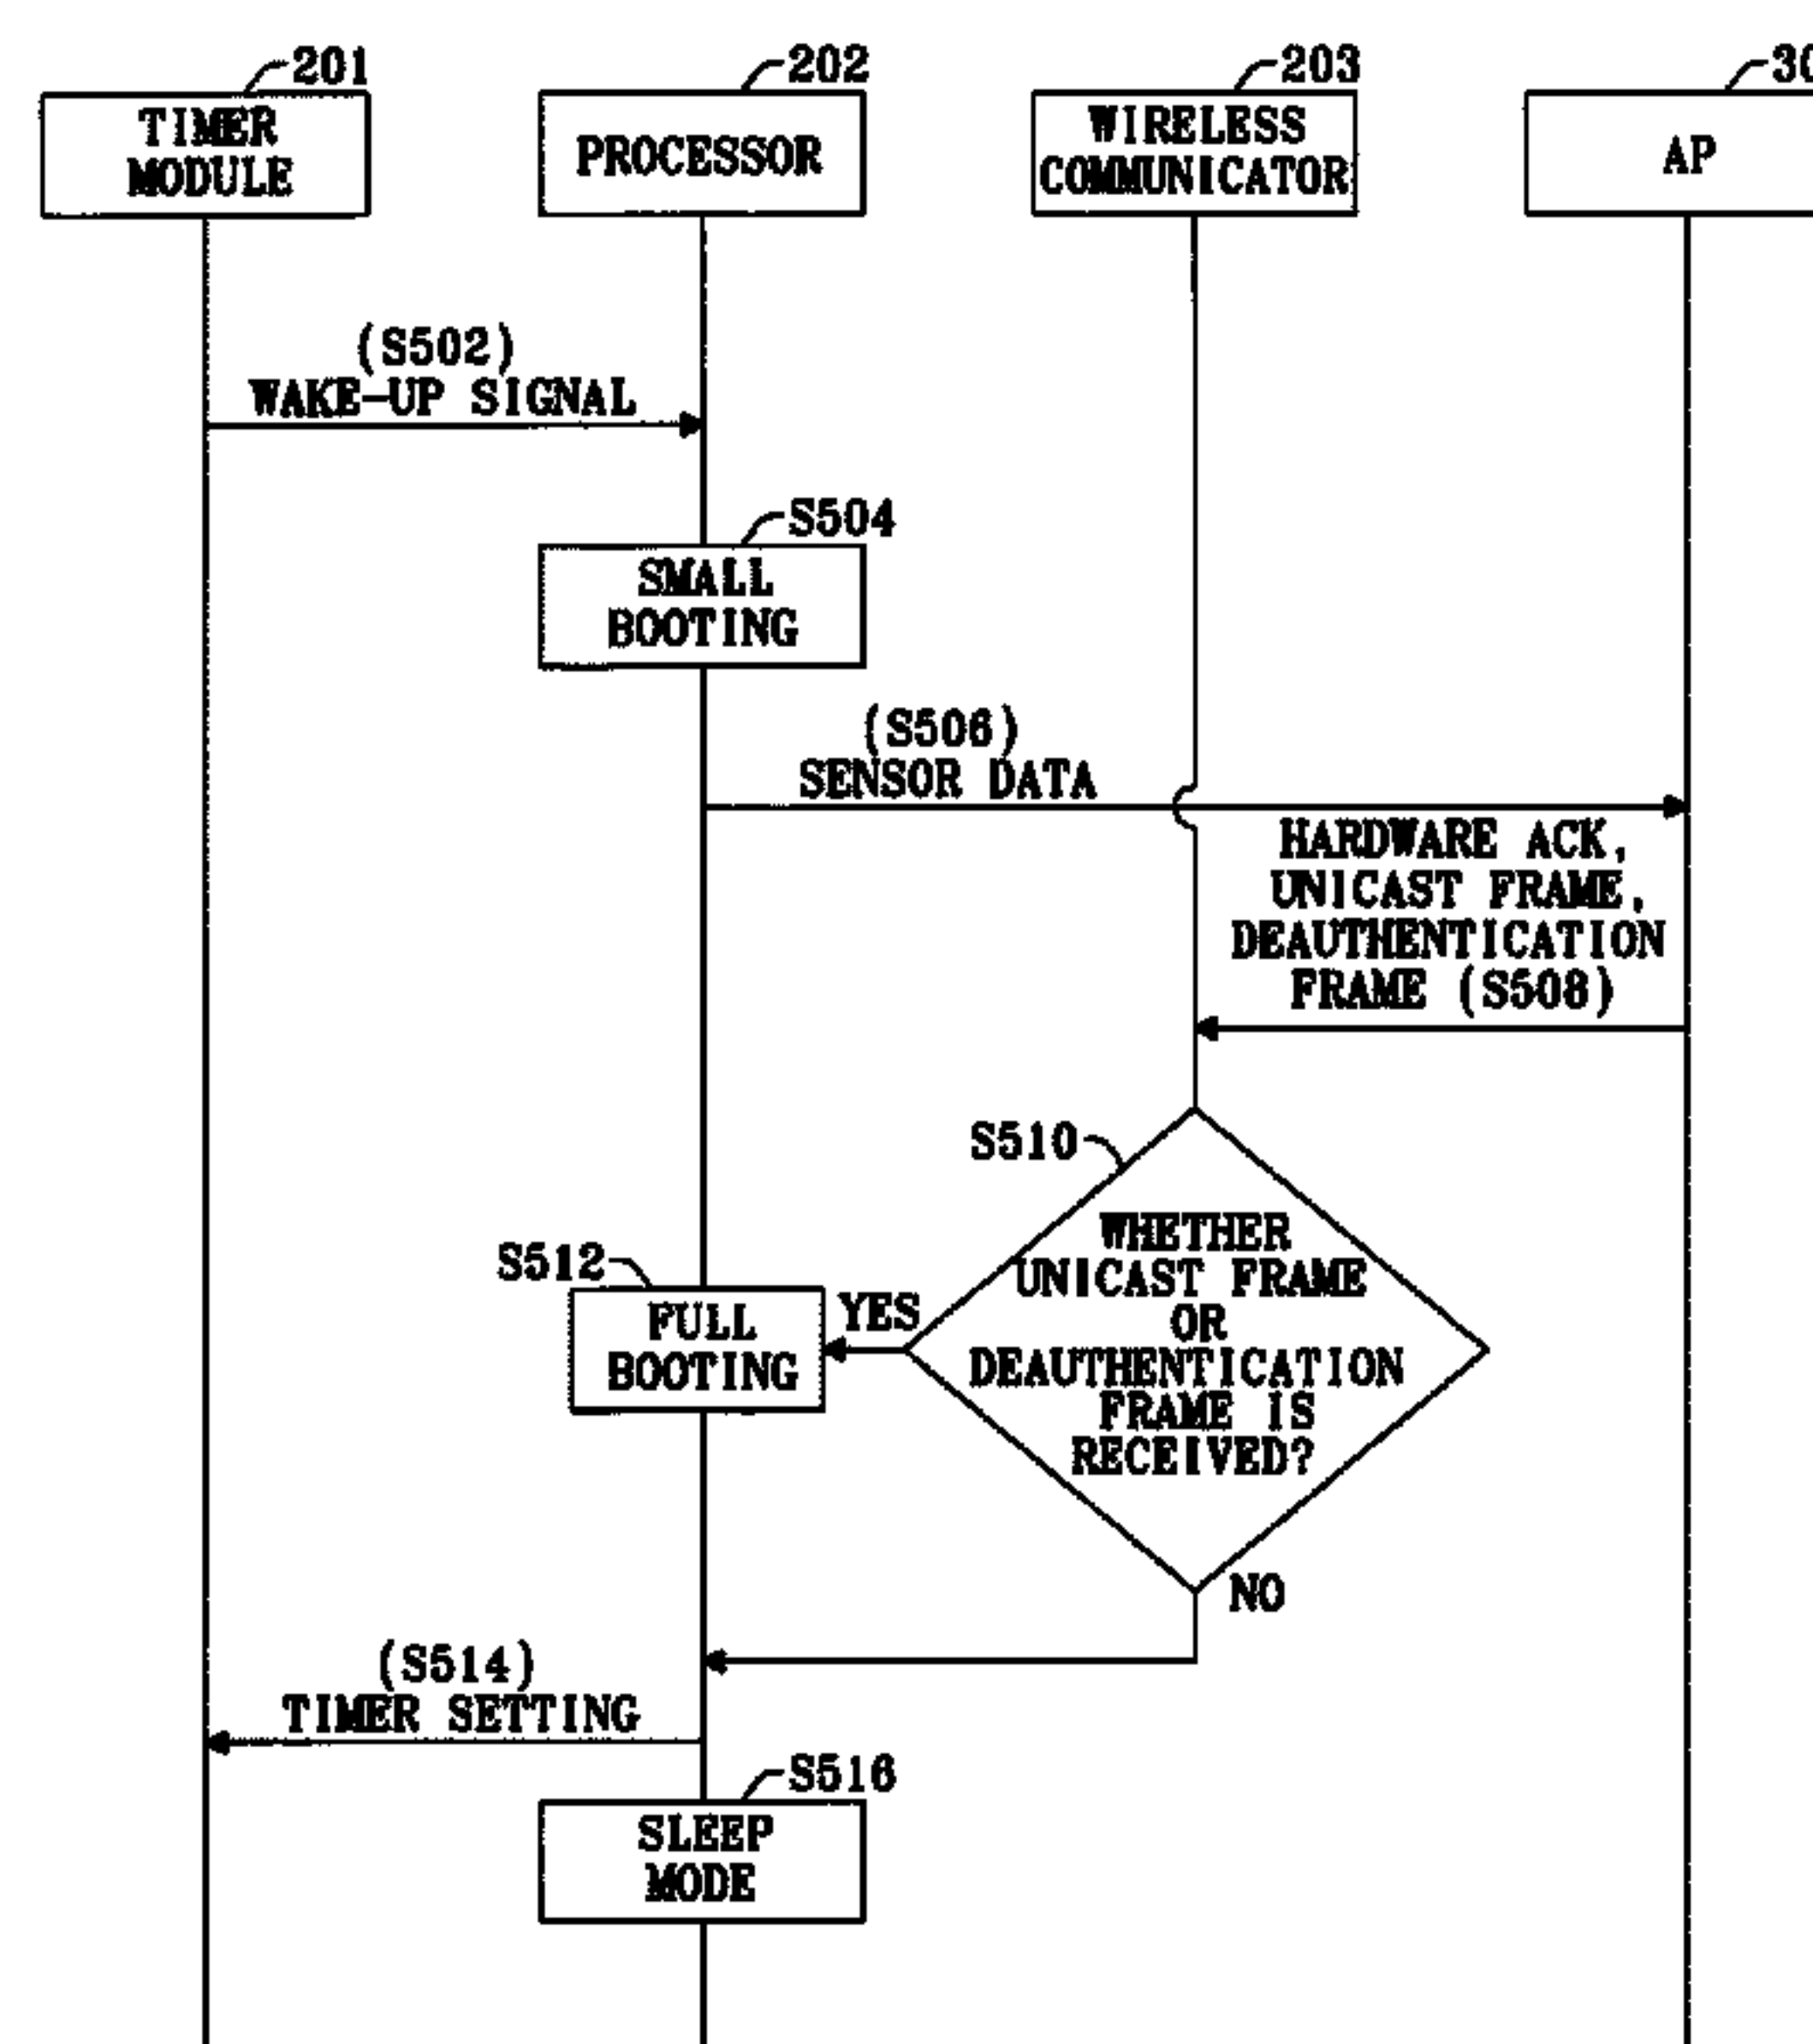 201
202
203
TIMER
MODULE
PROCESSOR
WIRELESS
COMMUNICATOR
AP
(S502)
WAKE-UP SIGNAL
S504
SMALL
BOOTING
(S506)
SENSOR DATA
HARDWARE ACK,
UNICAST FRAME,
DEAUTHENTICATION
FRAME (S508)
S510
WHETHER
UNICAST FRAME
OR
DEAUTHENTICATION
FRAME IS
RECEIVED?
S512
FULL
BOOTING
YES
NO
(S514)
TIMER SETTING
S516
SLEEP
MODE